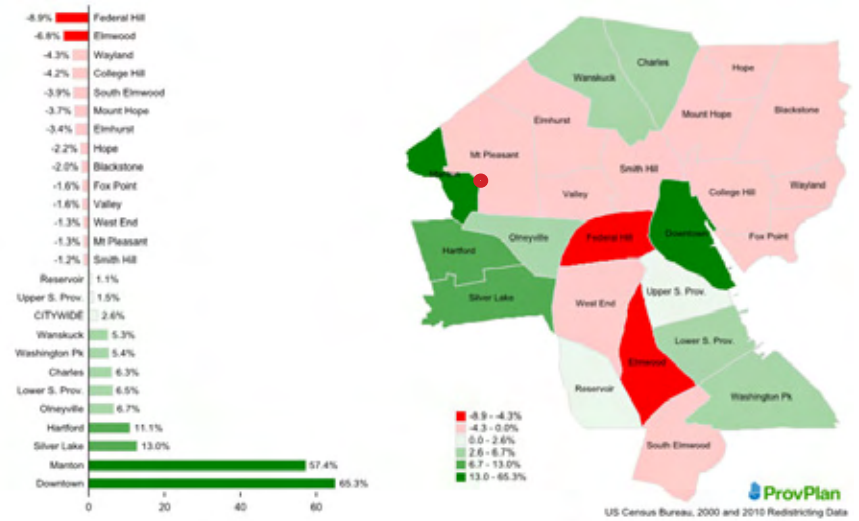 -8.9% Federal Hill
-6.8% Elmwood
-4.3% Wayland
-4.2% College Hill
-3.9% South Elmwood
-3.7% Mount Hope
-3.4% Elmhurst
-2.2% Hope
-2.0% Blackstone
-1.6% Fox Point
-1.6% Valley
-1.3% West End
-1.3% Mt Pleasant
-1.2% Smith Hill
Reservoir 1.1%
Upper S. Prov. 1.5%
CITYWIDE 2.6%
Wanskuck 5.3%
Washington Pk 5.4%
Charles 6.3%
Lower S. Prov. 6.5%
Olneyville 6.7%
Hartford 11.1%
Silver Lake 13.0%
Manton 57.4%
Downtown 65.3%
0 20 40 60
Charles
Hope
Wanskuck
Blackstone
Mount Hope
Elmhurst
Mt Pleasant
Smith Hill
Wayland
College Hill
Valley
Downtown
Fox Point
Olneyville
Federal Hill
Hartford
Upper S. Prov.
Silver Lake
West End
Lower S. Prov.
Elmwood
Reservoir
Washington Pk
South Elmwood
-8.9 - -4.3%
-4.3 - 0.0%
0.0 - 2.6%
2.6 - 6.7%
6.7 - 13.0%
13.0 - 65.3%
ProvPlan
US Census Bureau, 2000 and 2010 Redistricting Data